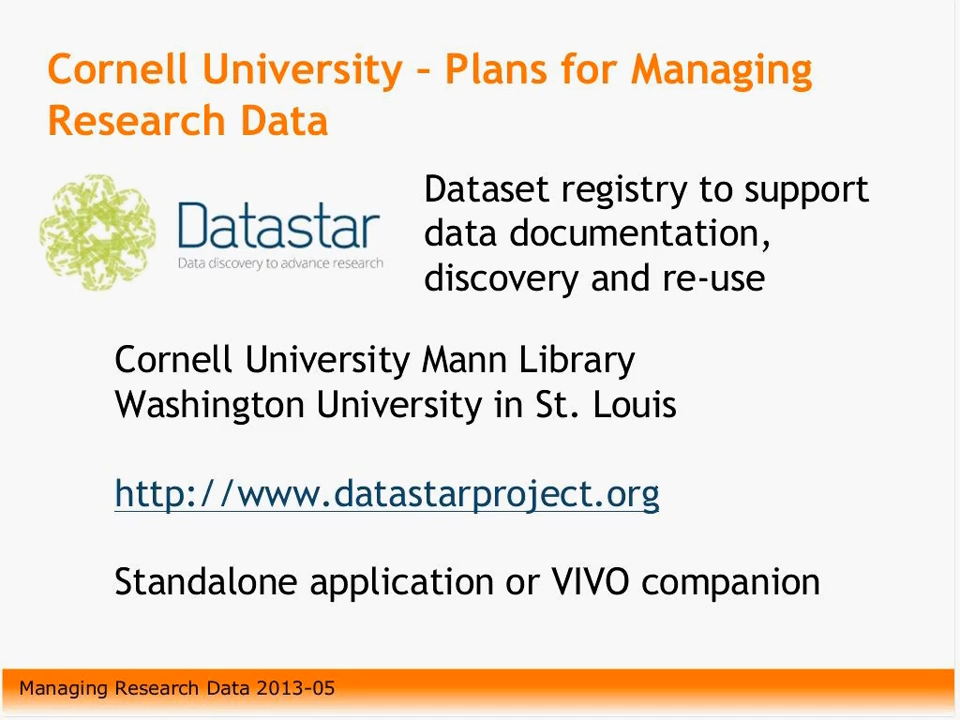 Cornell University – Plans for Managing
Research Data
Datastar
Data discovery to advance research
Dataset registry to support
data documentation,
discovery and re-use
Cornell University Mann Library
Washington University in St. Louis
http://www.datastarproject.org
Standalone application or VIVO companion
Managing Research Data 2013-05